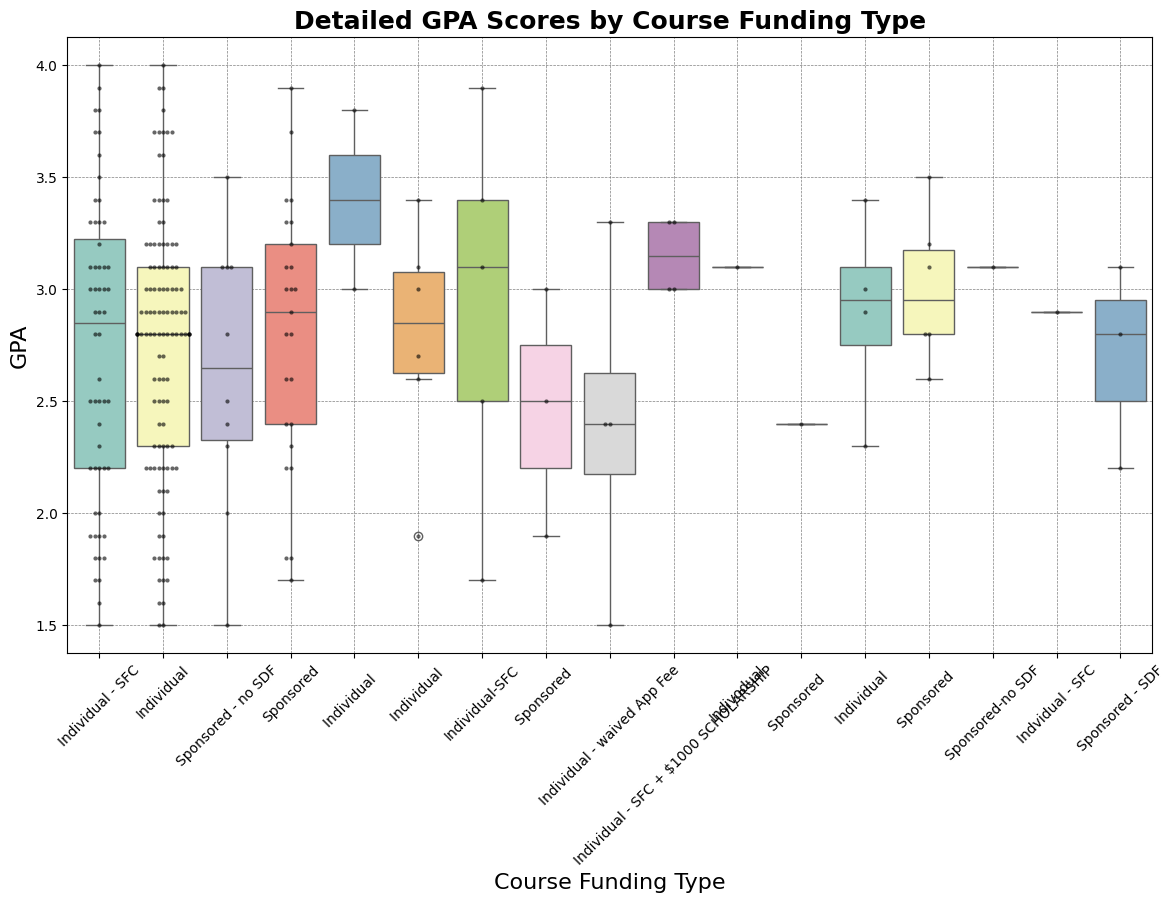 Detailed GPA Scores by Course Funding Type
GPA
4.0
3.5
3.0
2.5
2.0
1.5
Individual - SFC
Individual
Sponsored - no SDF
Sponsored
Individual
Individual
Individual-SFC
Sponsored
Individual - waived App Fee
Individual - SFC + $1000 SCHOLARSHIP
Sponsored
Individual
Sponsored
Sponsored-no SDF
Indvidual - SFC
Sponsored - SDF
Course Funding Type